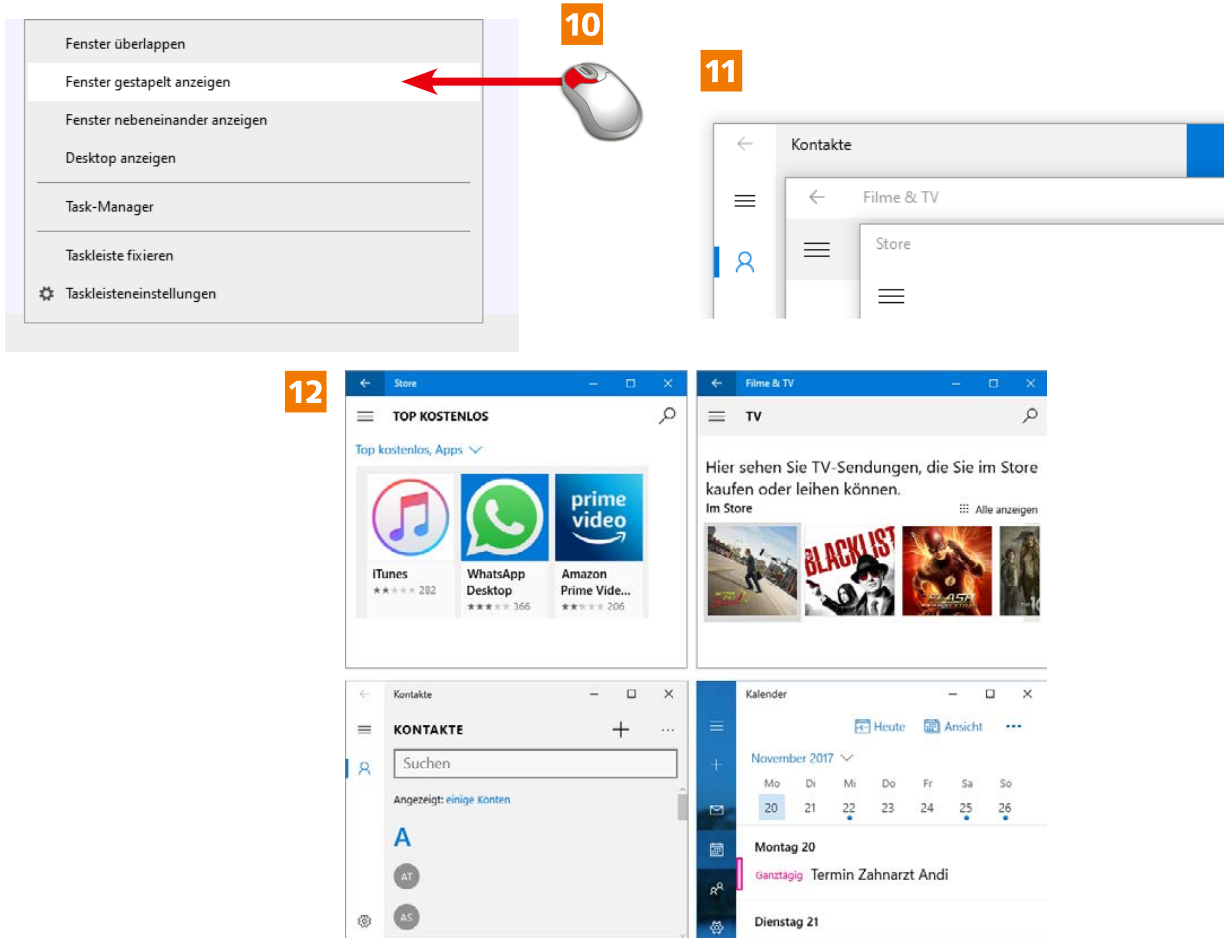 10
Fenster überlappen
Fenster gestapelt anzeigen
Fenster nebeneinander anzeigen
Desktop anzeigen
Task-Manager
Taskleiste fixieren
Taskleisteneinstellungen
11
Kontakte
Filme & TV
Store
12
Store
TOP KOSTENLOS
Top kostenlos, Apps
prime
video
iTunes
282
WhatsApp
Desktop
366
Amazon
Prime Vide...
206
Filme & TV
TV
Hier sehen Sie TV-Sendungen, die Sie im Store
kaufen oder leihen können.
Im Store
Alle anzeigen
BLACKLIST
FLASH
Kontakte
KONTAKTE
Suchen
Angezeigt: einige Konten
A
AT
AS
Kalender
Heute Ansicht
November 2017
Mo Di Mi Do Fr Sa So
20 21 22 23 24 25 26
Montag 20
Ganztägig Termin Zahnarzt Andi
Dienstag 21